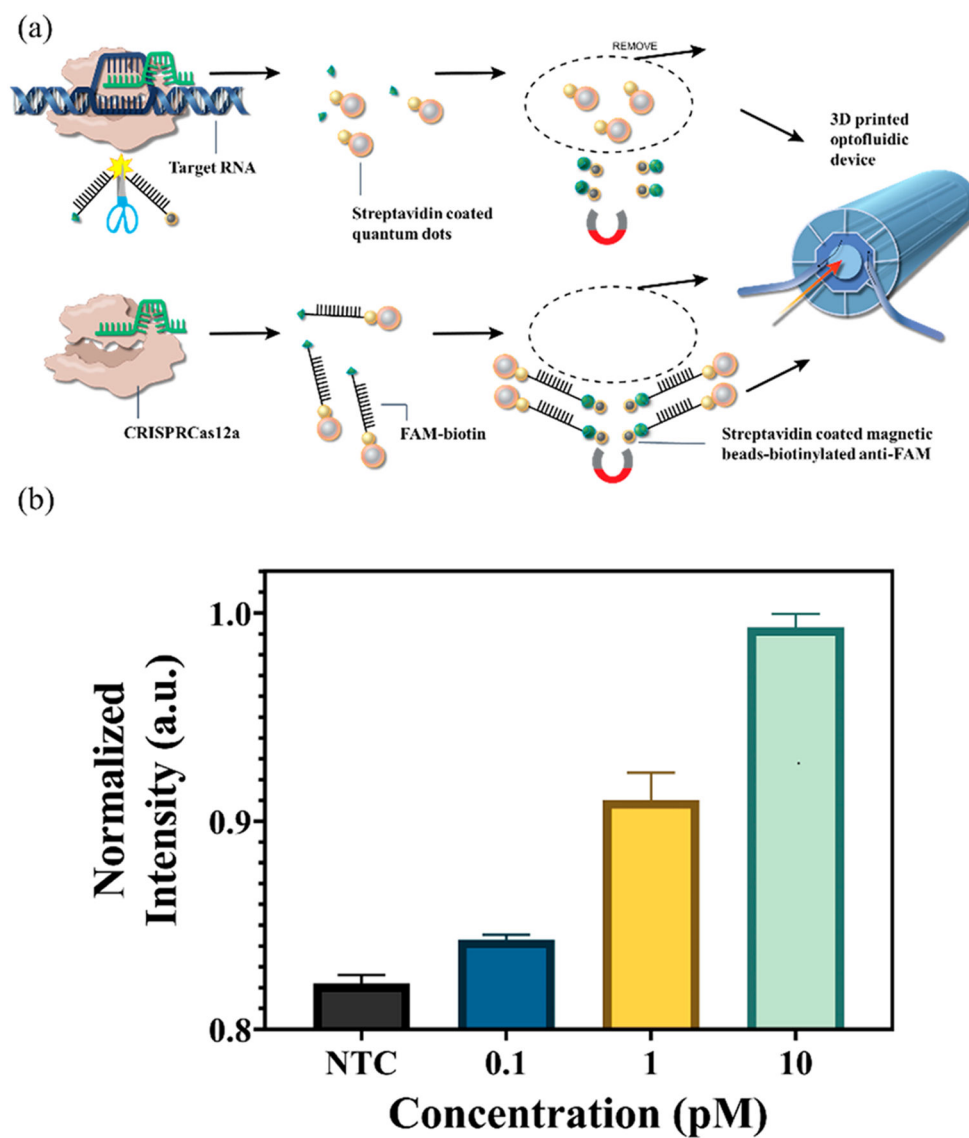 (a)
REMOVE
3D printed
optofluidic
device
Target RNA
Streptavidin coated
quantum dots
CRISPRCas12a
FAM-biotin
Streptavidin coated magnetic
beads-biotinylated anti-FAM
(b)
Normalized
Intensity (a.u.)
1.0
0.9
0.8
NTC
0.1
1
10
Concentration (pM)